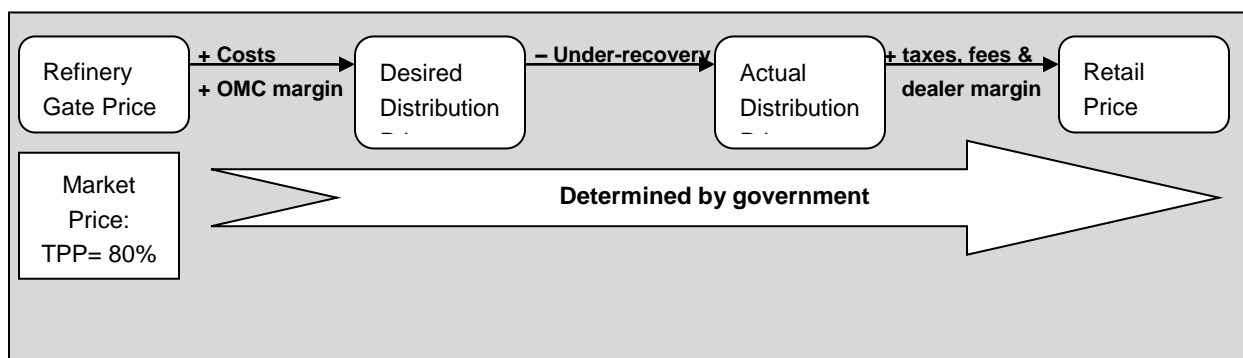 Refinery
Gate Price
+ Costs
+ OMC margin
Desired
Distribution
– Under-recovery
Actual
Distribution
+ taxes, fees &
dealer margin
Retail
Price
Market
Price:
TPP= 80%
Determined by government